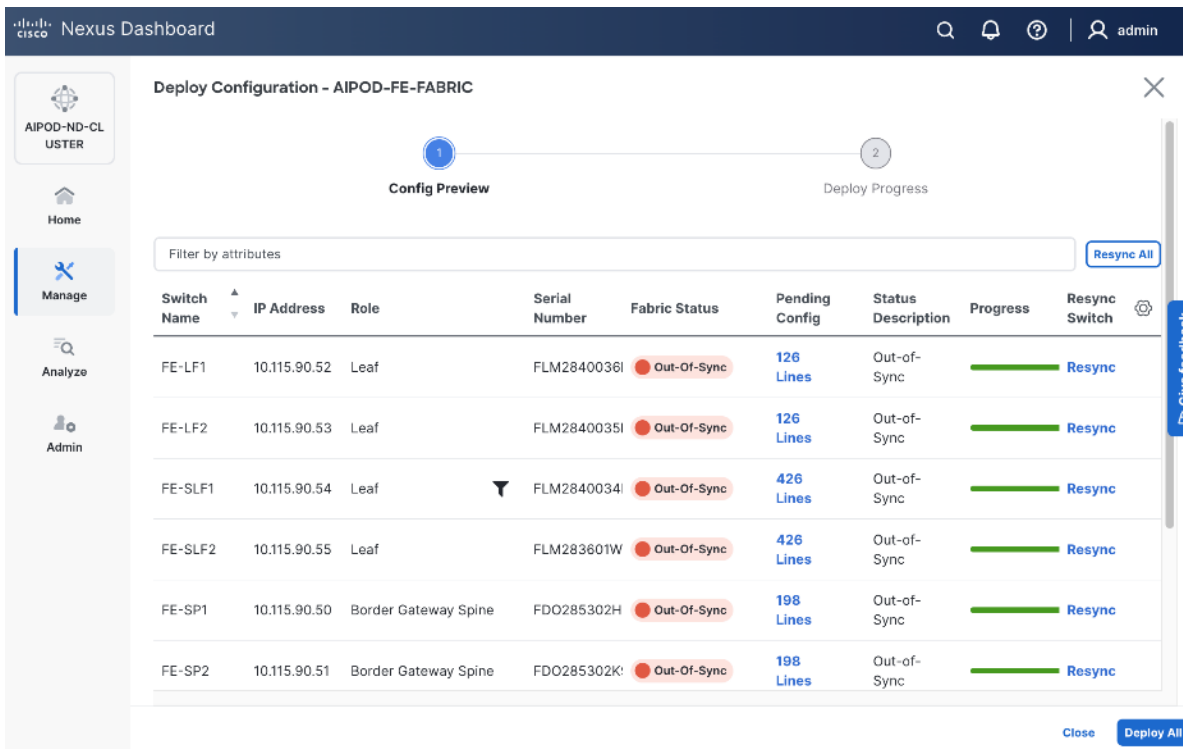 cisco Nexus Dashboard
admin
AIPOD-ND-CL
USTER
Home
Manage
Analyze
Admin
Deploy Configuration - AIPOD-FE-FABRIC
1
2
Config Preview
Deploy Progress
Filter by attributes
Resync All
Switch Name IP Address Role Serial Number Fabric Status Pending Config Status Description Progress Resync Switch
FE-LF1 10.115.90.52 Leaf Out-Of-Sync 126 Lines Out-of-Sync Resync
FE-LF2 10.115.90.53 Leaf Out-Of-Sync 126 Lines Out-of-Sync Resync
FE-SLF1 10.115.90.54 Leaf Out-Of-Sync 426 Lines Out-of-Sync Resync
FE-SLF2 10.115.90.55 Leaf FLM283601W Out-Of-Sync 426 Lines Out-of-Sync Resync
FE-SP1 10.115.90.50 Border Gateway Spine FDO285302H Out-Of-Sync 198 Lines Out-of-Sync Resync
FE-SP2 10.115.90.51 Border Gateway Spine Out-Of-Sync 198 Lines Out-of-Sync Resync
Give feedback
Close
Deploy All